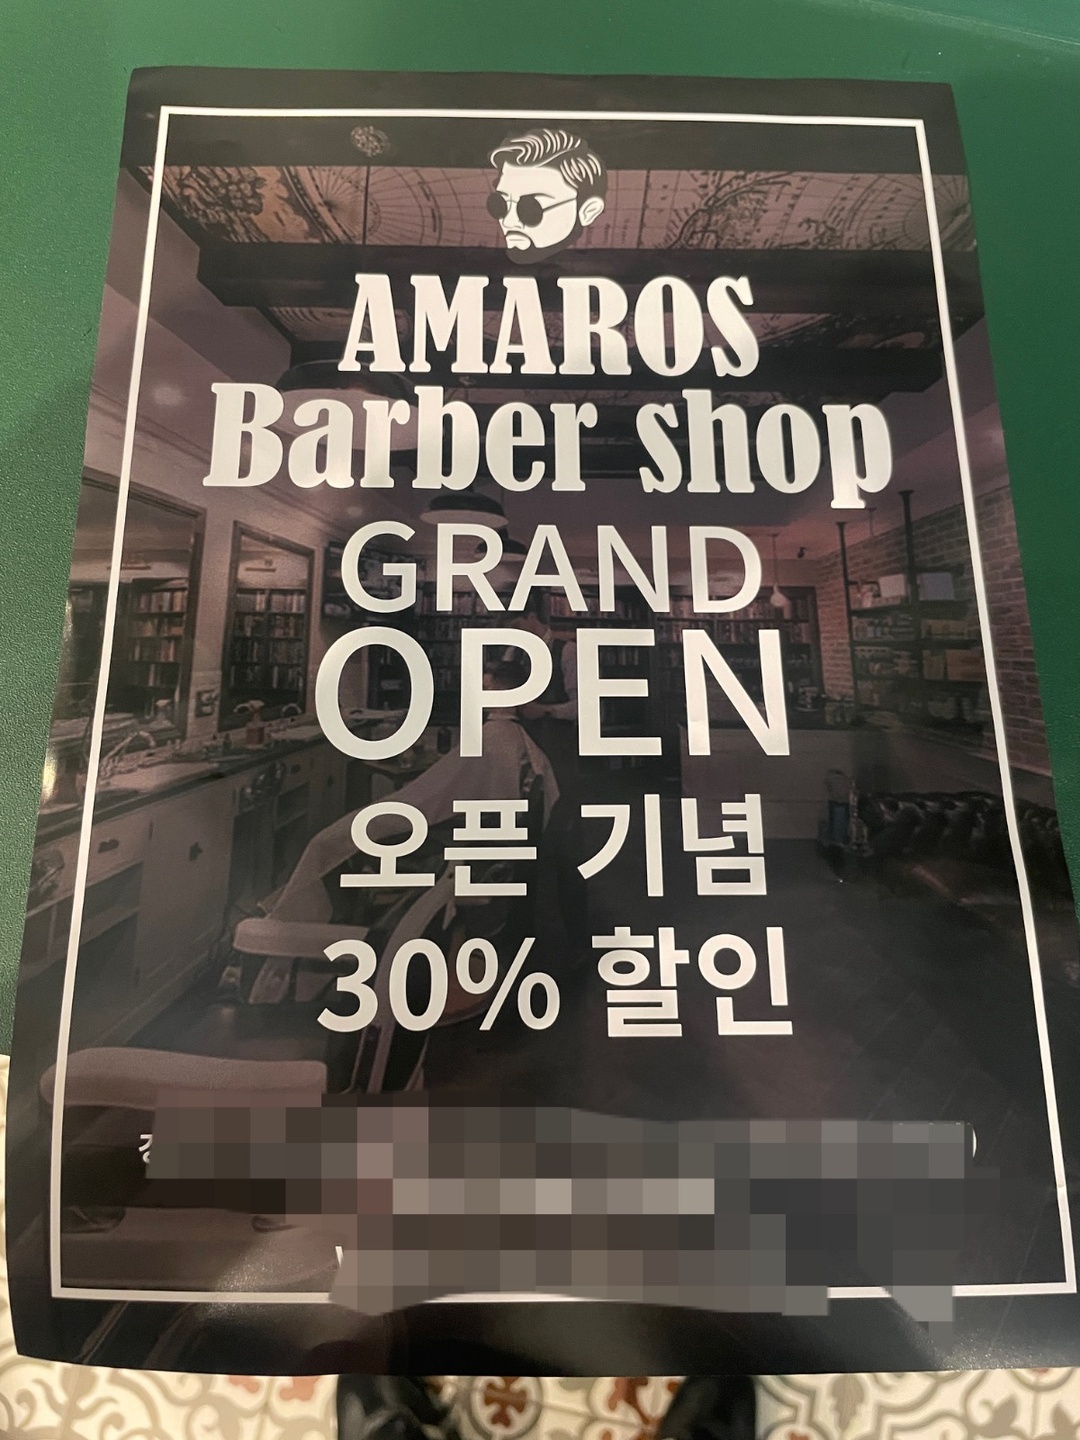 AMAROS
Barber shop
GRAND
OPEN
오픈 기념
30% 할인